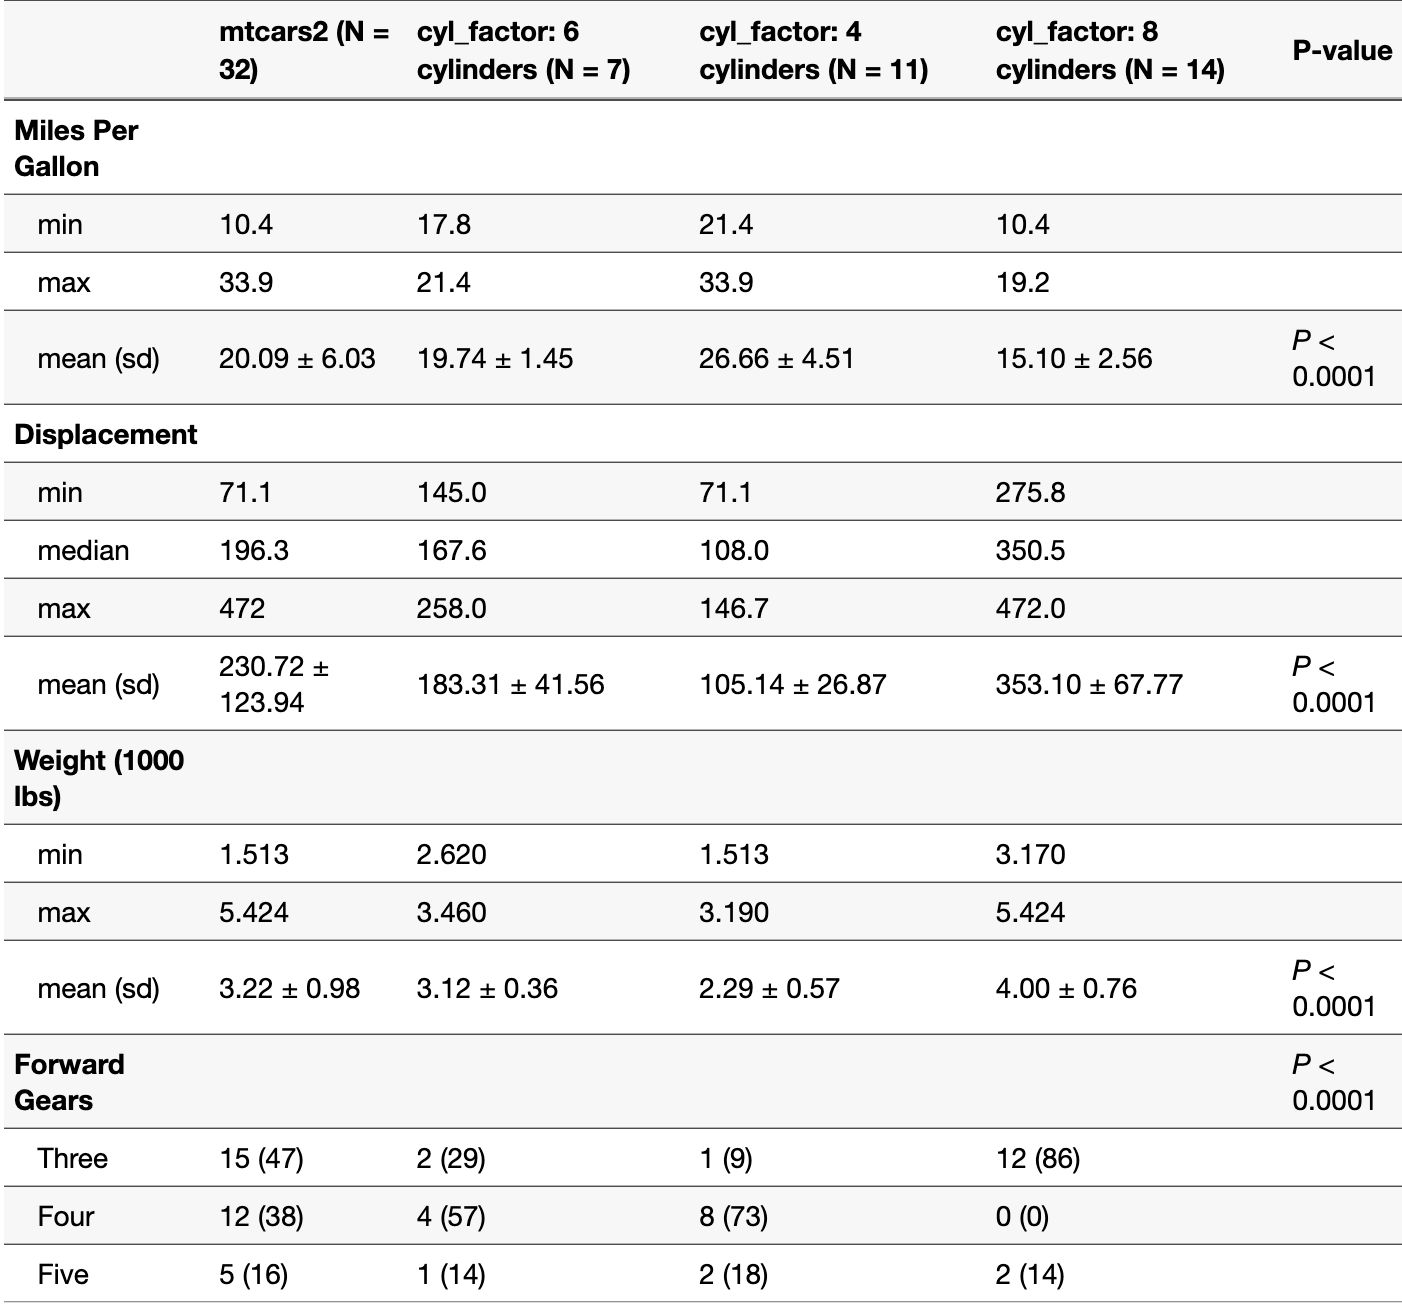 mtcars2 (N = 32) cyl_factor: 6 cylinders (N = 7) cyl_factor: 4 cylinders (N = 11) cyl_factor: 8 cylinders (N = 14) P-value
Miles Per Gallon
min 10.4 17.8 21.4 10.4
max 33.9 21.4 33.9 19.2
mean (sd) 20.09 ± 6.03 19.74 ± 1.45 26.66 ± 4.51 15.10 ± 2.56 P < 0.0001
Displacement
min 71.1 145.0 71.1 275.8
median 196.3 167.6 108.0 350.5
max 472 258.0 146.7 472.0
mean (sd) 230.72 ± 123.94 183.31 ± 41.56 105.14 ± 26.87 353.10 ± 67.77 P < 0.0001
Weight (1000 lbs)
min 1.513 2.620 1.513 3.170
max 5.424 3.460 3.190 5.424
mean (sd) 3.22 ± 0.98 3.12 ± 0.36 2.29 ± 0.57 4.00 ± 0.76 P < 0.0001
Forward Gears P < 0.0001
Three 15 (47) 2 (29) 1 (9) 12 (86)
Four 12 (38) 4 (57) 8 (73) 0 (0)
Five 5 (16) 1 (14) 2 (18) 2 (14)